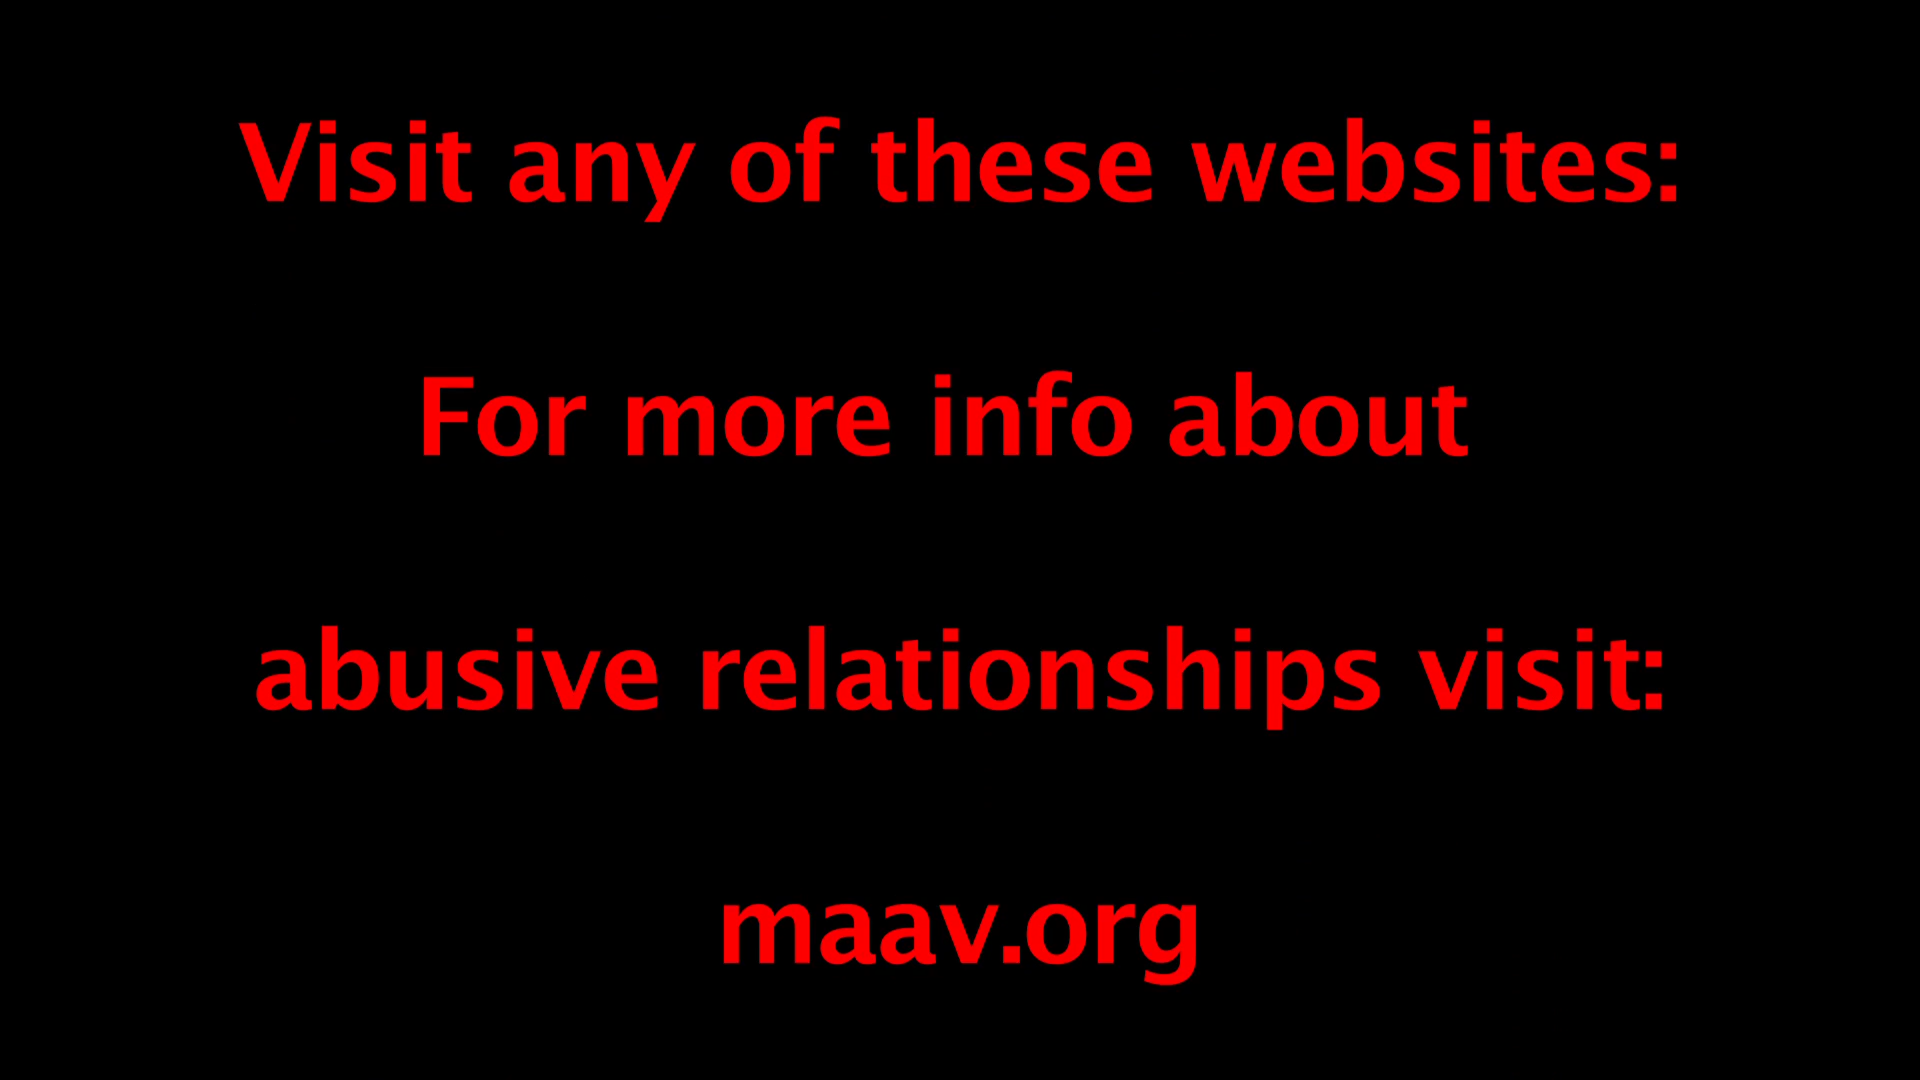 Visit any of these websites:
For more info about
abusive relationships visit:
maav.org